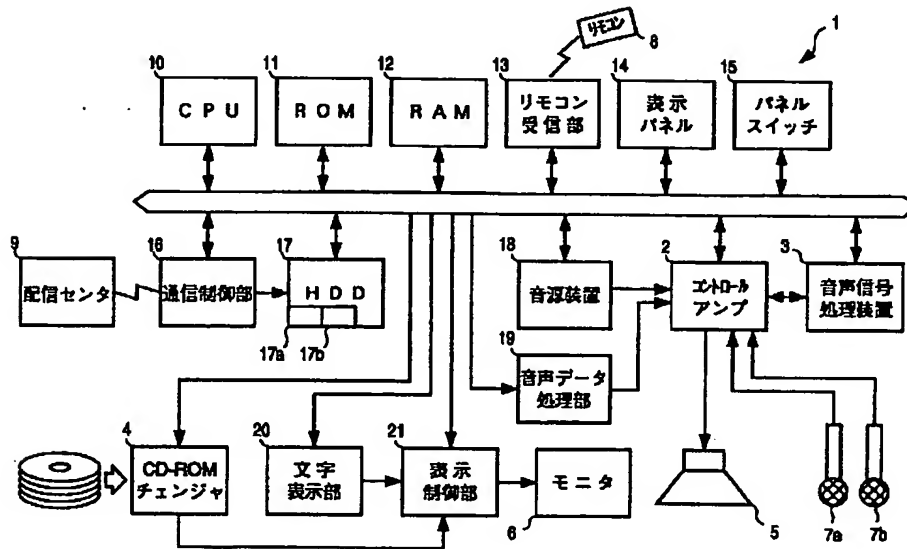 1
リモコン
8
10
11
12
13
14
15
CPU
ROM
RAM
リモコン
受信部
表示
パネル
パネル
スイッチ
9
16
17
18
2
3
配信センタ
通信制御部
HDD
17a
17b
音源装置
コントロール
アンプ
音声信号
処理装置
19
音声データ
処理部
4
20
21
CD-ROM
チェンジャ
文字
表示部
表示
制御部
モニタ
6
5
7a
7b